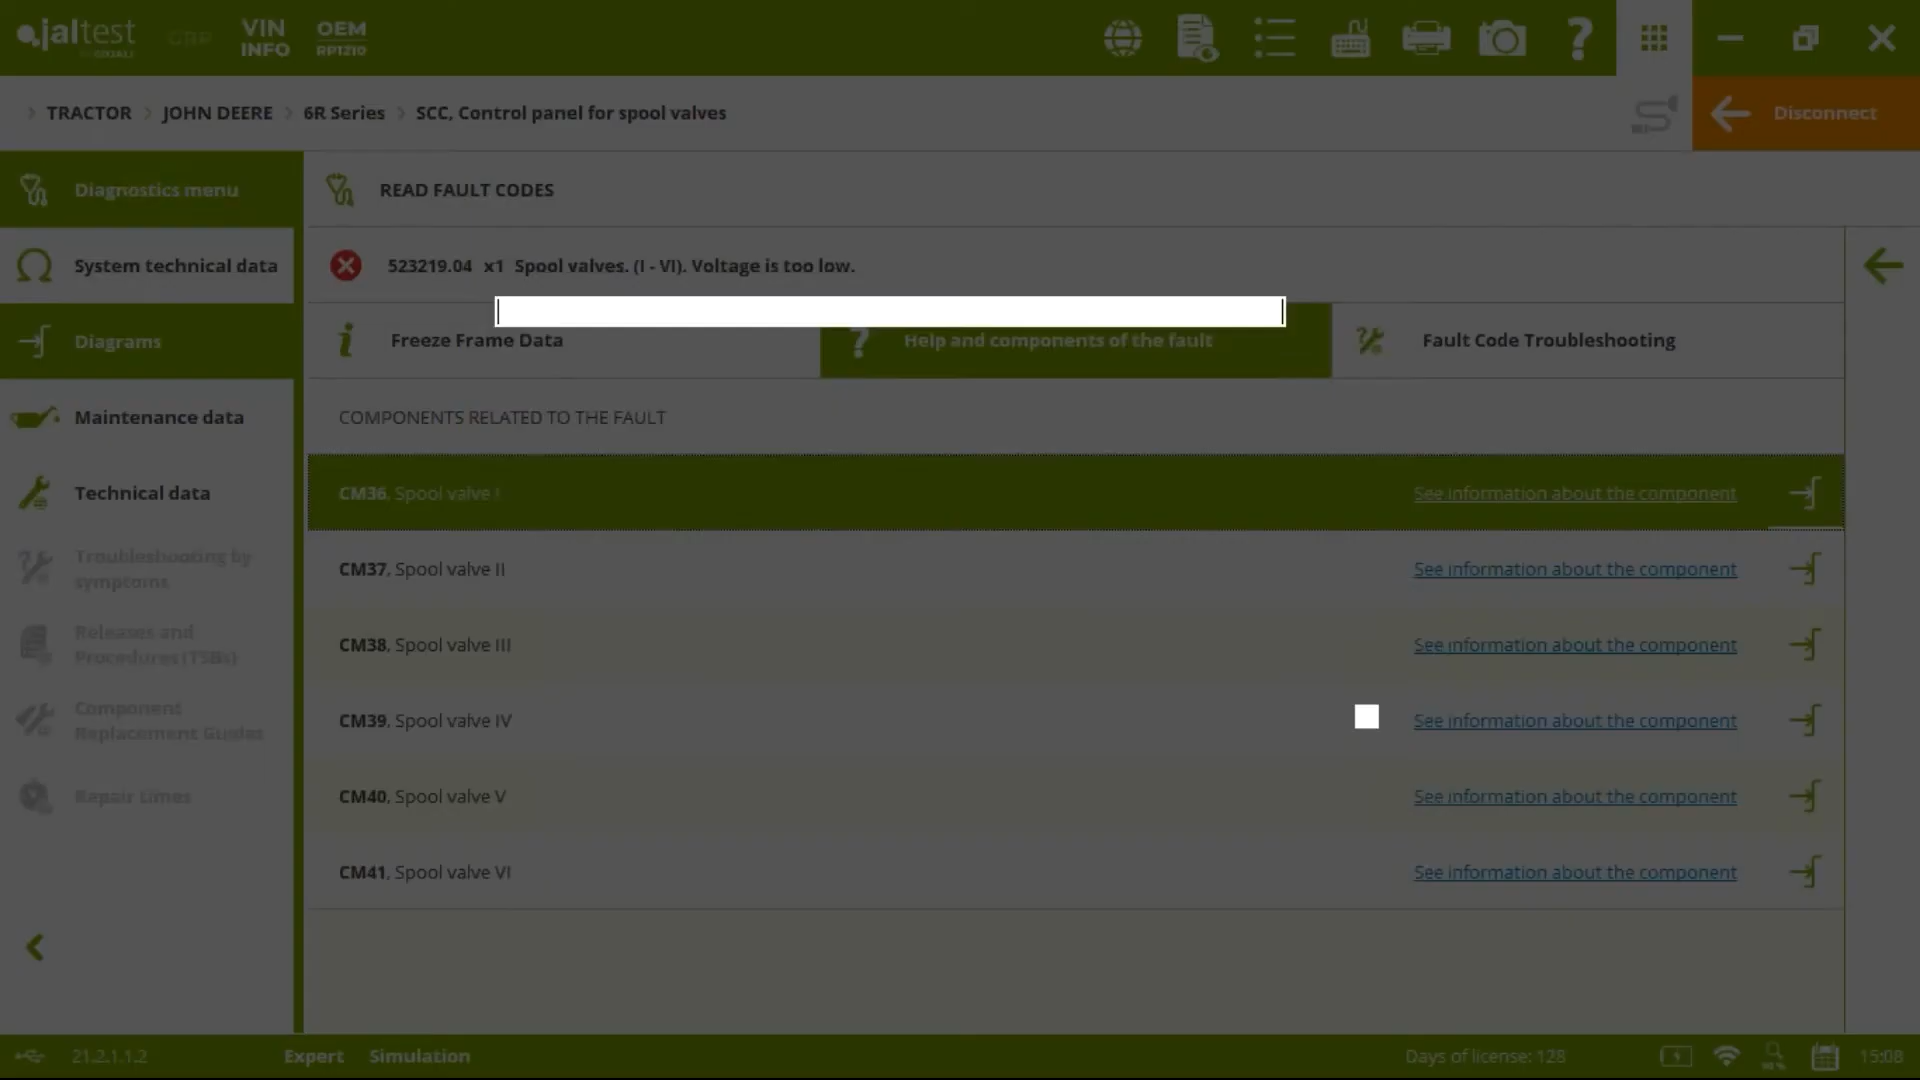 jaltest
BY COJALI
GRP
VIN
INFO
OEM
RP1210
TRACTOR
JOHN DEERE
6R Series
SCC, Control panel for spool valves
Disconnect
Diagnostics menu
System technical data
Diagrams
Maintenance data
Technical data
Troubleshooting by
symptoms
Releases and
Procedures (TSBs)
Component
Replacement Guides
Repair times
READ FAULT CODES
523219.04 x1 Spool valves. (I - VI). Voltage is too low.
Freeze Frame Data
Help and components of the fault
Fault Code Troubleshooting
COMPONENTS RELATED TO THE FAULT
CM36, Spool valve I See information about the component
CM37, Spool valve II See information about the component
CM38, Spool valve III See information about the component
CM39, Spool valve IV See information about the component
CM40, Spool valve V See information about the component
CM41, Spool valve VI See information about the component
21.2.1.1.2
Expert
Simulation
Days of license: 128
15:08